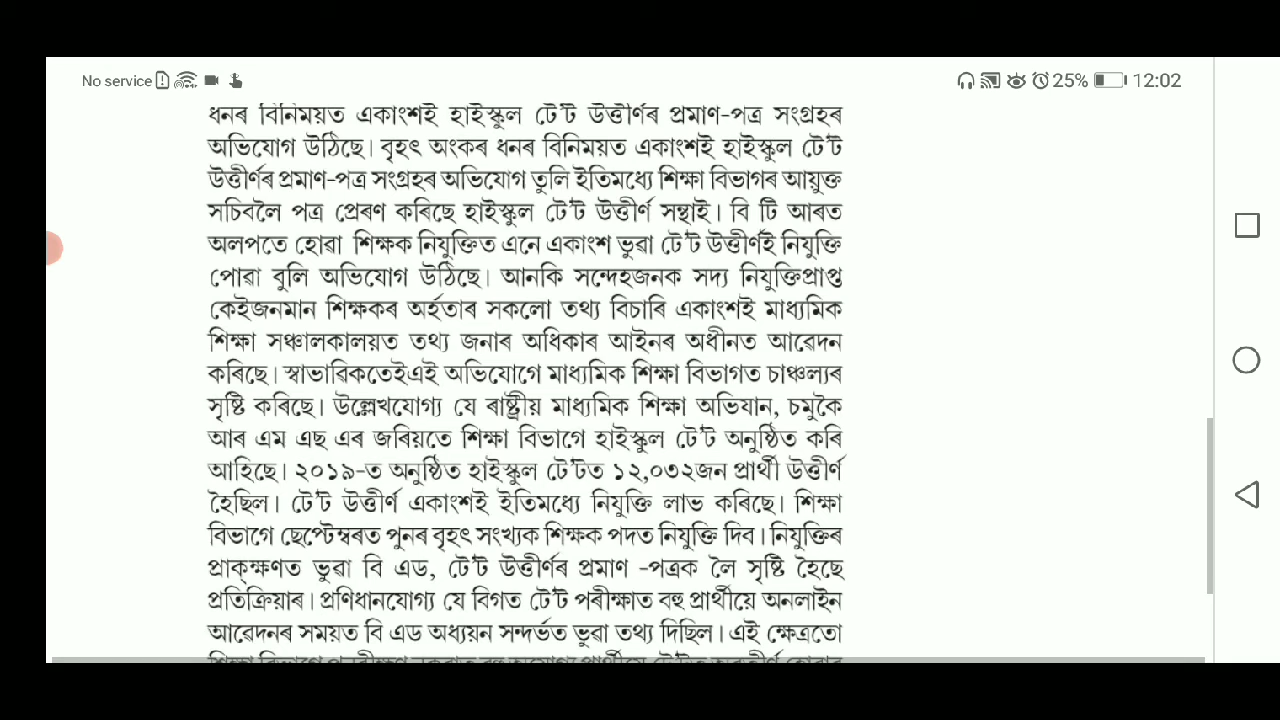 No service 25% 12:02
ধনৰ বিনিময়ত একাংশই হাইস্কুল টে'ট উত্তীৰ্ণৰ প্ৰমাণ-পত্ৰ সংগ্ৰহৰ
অভিযোগ উঠিছে। বৃহৎ অংকৰ ধনৰ বিনিময়ত একাংশই হাইস্কুল টে'ট
উত্তীৰ্ণৰ প্ৰমাণ-পত্ৰ সংগ্ৰহৰ অভিযোগ তুলি ইতিমধ্যে শিক্ষা বিভাগৰ আয়ুক্ত
সচিবলৈ পত্ৰ প্ৰেৰণ কৰিছে হাইস্কুল টে'ট উত্তীৰ্ণ সন্থাই। বি টি আৰত
অলপতে হোৱা শিক্ষক নিযুক্তিত এনে একাংশ ভুৱা টে'ট উত্তীৰ্ণই নিযুক্তি
পোৱা বুলি অভিযোগ উঠিছে। আনকি সন্দেহজনক সদ্য নিযুক্তিপ্ৰাপ্ত
কেইজনমান শিক্ষকৰ অৰ্হতাৰ সকলো তথ্য বিচাৰি একাংশই মাধ্যমিক
শিক্ষা সঞ্চালকালয়ত তথ্য জনাৰ অধিকাৰ আইনৰ অধীনত আৱেদন
কৰিছে। স্বাভাৱিকতেইএই অভিযোগে মাধ্যমিক শিক্ষা বিভাগত চাঞ্চল্যৰ
সৃষ্টি কৰিছে। উল্লেখযোগ্য যে ৰাষ্ট্ৰীয় মাধ্যমিক শিক্ষা অভিযান, চমুকৈ
আৰ এম এছ এৰ জৰিয়তে শিক্ষা বিভাগে হাইস্কুল টে'ট অনুষ্ঠিত কৰি
আহিছে। ২০১৯-ত অনুষ্ঠিত হাইস্কুল টে'টত ১২,০৩২জন প্ৰাৰ্থী উত্তীৰ্ণ
হৈছিল। টে'ট উত্তীৰ্ণ একাংশই ইতিমধ্যে নিযুক্তি লাভ কৰিছে। শিক্ষা
বিভাগে ছেপ্টেম্বৰত পুনৰ বৃহৎ সংখ্যক শিক্ষক পদত নিযুক্তি দিব। নিযুক্তিৰ
প্ৰাক্ক্ষণত ভুৱা বি এড, টে'ট উত্তীৰ্ণৰ প্ৰমাণ -পত্ৰক লৈ সৃষ্টি হৈছে
প্ৰতিক্ৰিয়াৰ। প্ৰণিধানযোগ্য যে বিগত টে'ট পৰীক্ষাত বহু প্ৰাৰ্থীয়ে অনলাইন
আৱেদনৰ সময়ত বি এড অধ্যয়ন সন্দৰ্ভত ভুৱা তথ্য দিছিল। এই ক্ষেত্ৰতো